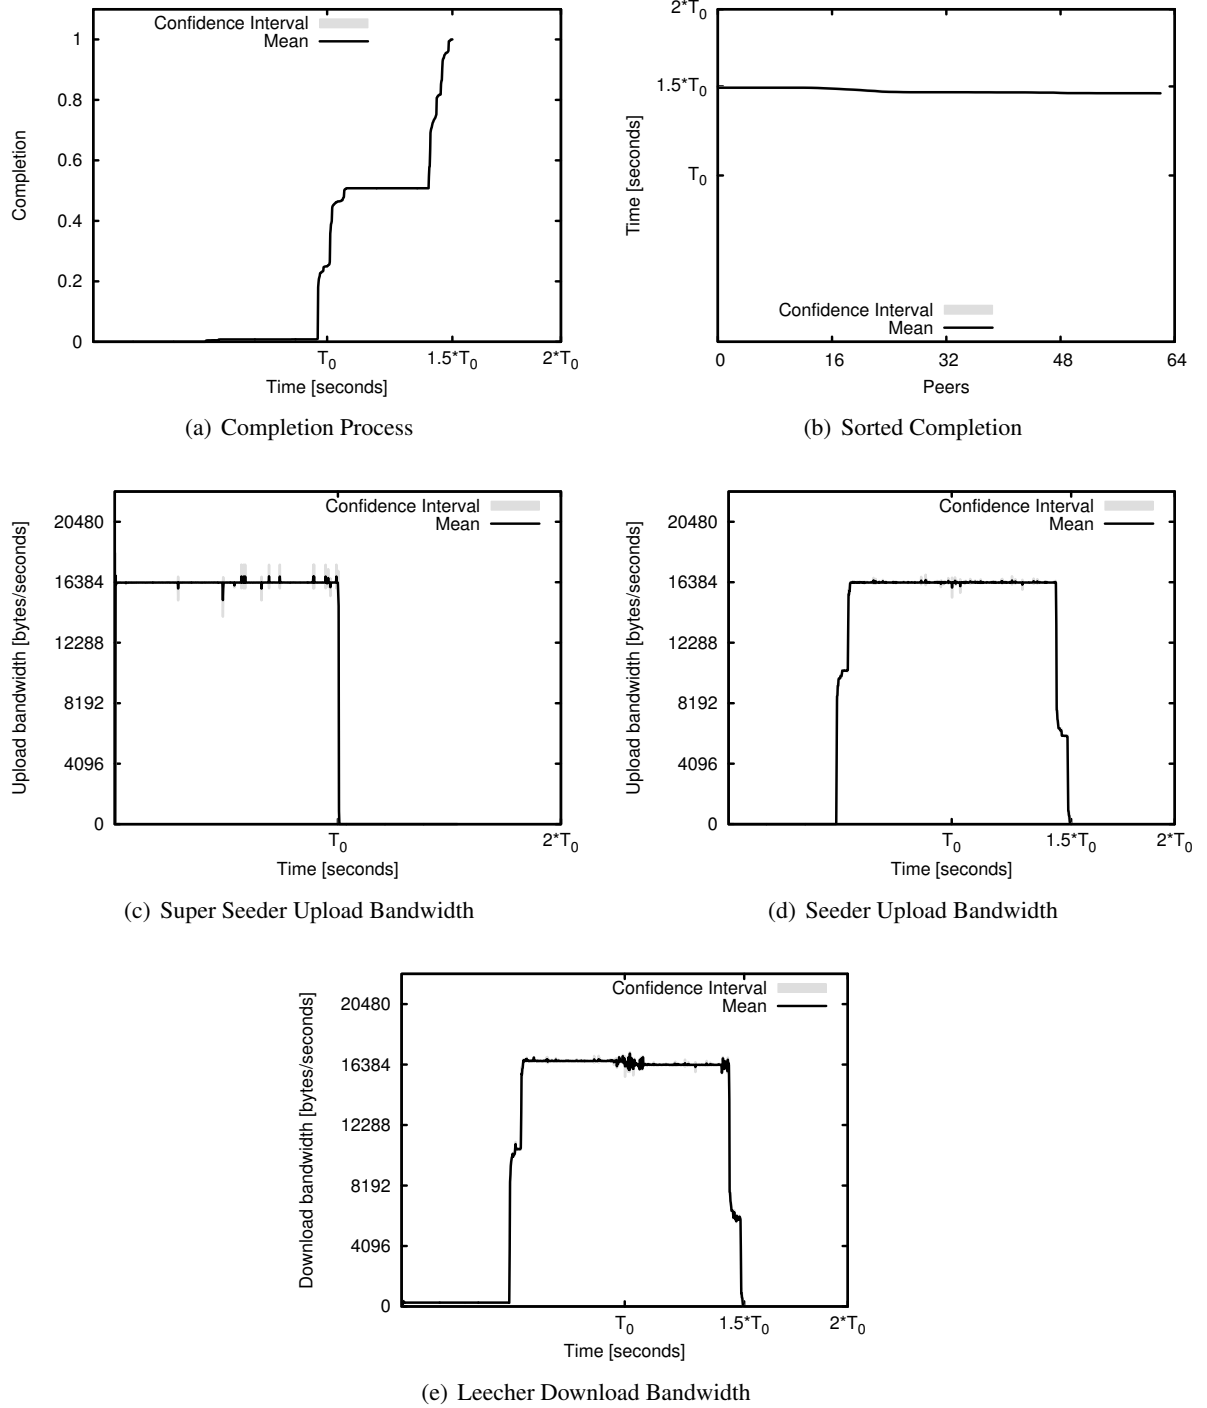 Confidence Interval
Mean
1
0.8
0.6
0.4
0.2
0
Completion
T0 1.5*T0 2*T0
Time [seconds]
(a) Completion Process
2*T0
1.5*T0
T0
Time [seconds]
Confidence Interval
Mean
0 16 32 48 64
Peers
(b) Sorted Completion
Confidence Interval
Mean
20480
16384
12288
8192
4096
0
Upload bandwidth [bytes/seconds]
T0 2*T0
Time [seconds]
(c) Super Seeder Upload Bandwidth
Confidence Interval
Mean
20480
16384
12288
8192
4096
0
Upload bandwidth [bytes/seconds]
T0 1.5*T0 2*T0
Time [seconds]
(d) Seeder Upload Bandwidth
Confidence Interval
Mean
20480
16384
12288
8192
4096
0
Download bandwidth [bytes/seconds]
T0 1.5*T0 2*T0
Time [seconds]
(e) Leecher Download Bandwidth